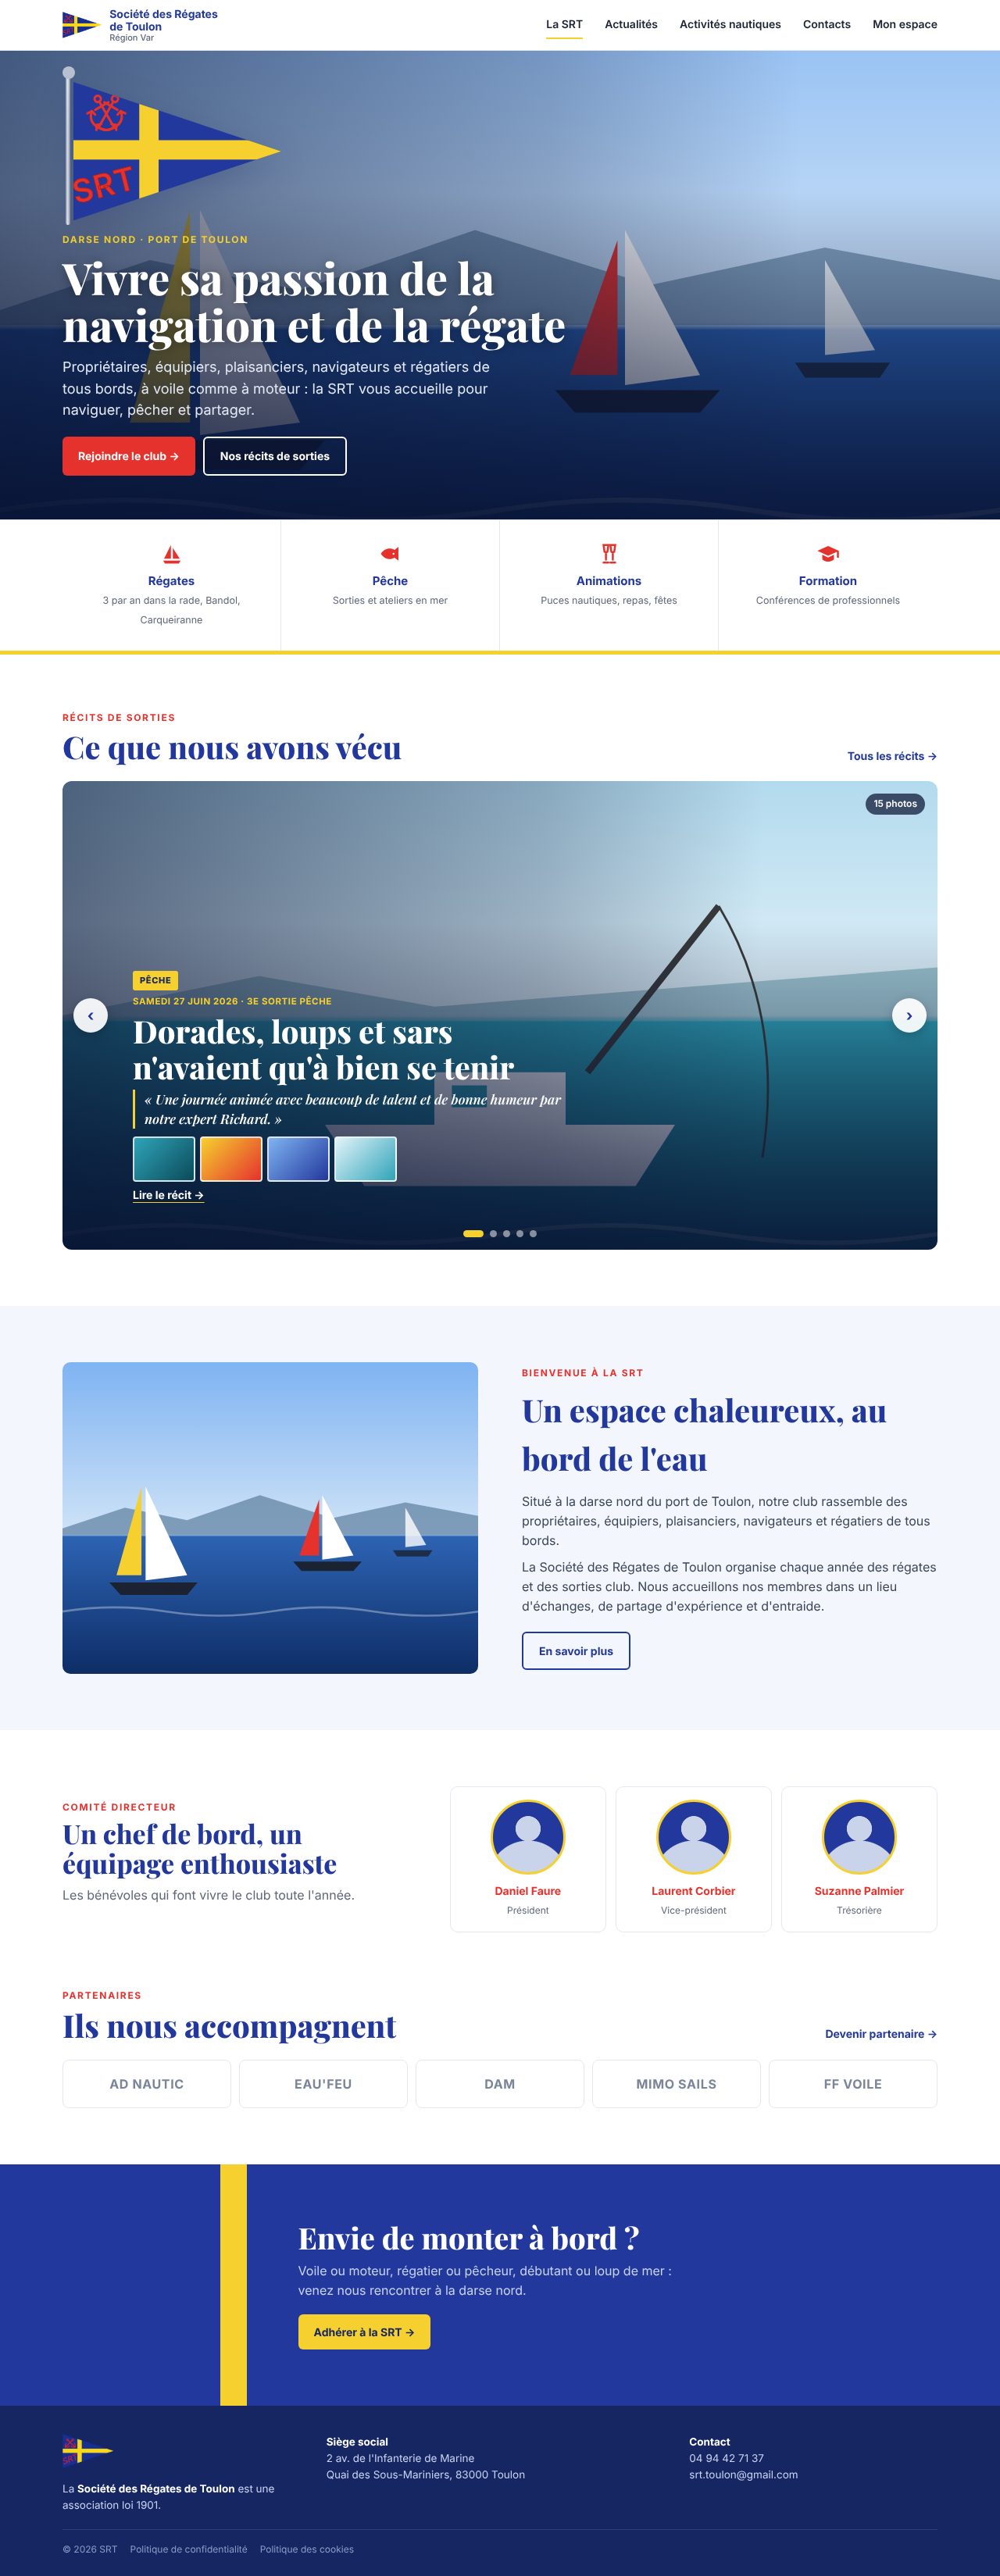 Société des Régates
de Toulon
Région Var
La SRT
Actualités
Activités nautiques
Contacts
Mon espace
SRT
DARSE NORD · PORT DE TOULON
Vivre sa passion de la
navigation et de la régate
Propriétaires, équipiers, plaisanciers, navigateurs et régatiers de
tous bords, à voile comme à moteur : la SRT vous accueille pour
naviguer, pêcher et partager.
Rejoindre le club →
Nos récits de sorties
Régates
3 par an dans la rade, Bandol,
Carqueiranne
Pêche
Sorties et ateliers en mer
Animations
Puces nautiques, repas, fêtes
Formation
Conférences de professionnels
RÉCITS DE SORTIES
Ce que nous avons vécu
Tous les récits →
15 photos
PÊCHE
SAMEDI 27 JUIN 2026 · 3E SORTIE PÊCHE
Dorades, loups et sars
n'avaient qu'à bien se tenir
« Une journée animée avec beaucoup de talent et de bonne humeur par
notre expert Richard. »
Lire le récit →
BIENVENUE À LA SRT
Un espace chaleureux, au
bord de l'eau
Situé à la darse nord du port de Toulon, notre club rassemble des
propriétaires, équipiers, plaisanciers, navigateurs et régatiers de tous
bords.
La Société des Régates de Toulon organise chaque année des régates
et des sorties club. Nous accueillons nos membres dans un lieu
d'échanges, de partage d'expérience et d'entraide.
En savoir plus
COMITÉ DIRECTEUR
Un chef de bord, un
équipage enthousiaste
Les bénévoles qui font vivre le club toute l'année.
Daniel Faure
Président
Laurent Corbier
Vice-président
Suzanne Palmier
Trésorière
PARTENAIRES
Ils nous accompagnent
Devenir partenaire →
AD NAUTIC
EAU'FEU
DAM
MIMO SAILS
FF VOILE
Envie de monter à bord ?
Voile ou moteur, régatier ou pêcheur, débutant ou loup de mer :
venez nous rencontrer à la darse nord.
Adhérer à la SRT →
La Société des Régates de Toulon est une
association loi 1901.
Siège social
2 av. de l'Infanterie de Marine
Quai des Sous-Mariniers, 83000 Toulon
Contact
04 94 42 71 37
srt.toulon@gmail.com
© 2026 SRT
Politique de confidentialité
Politique des cookies